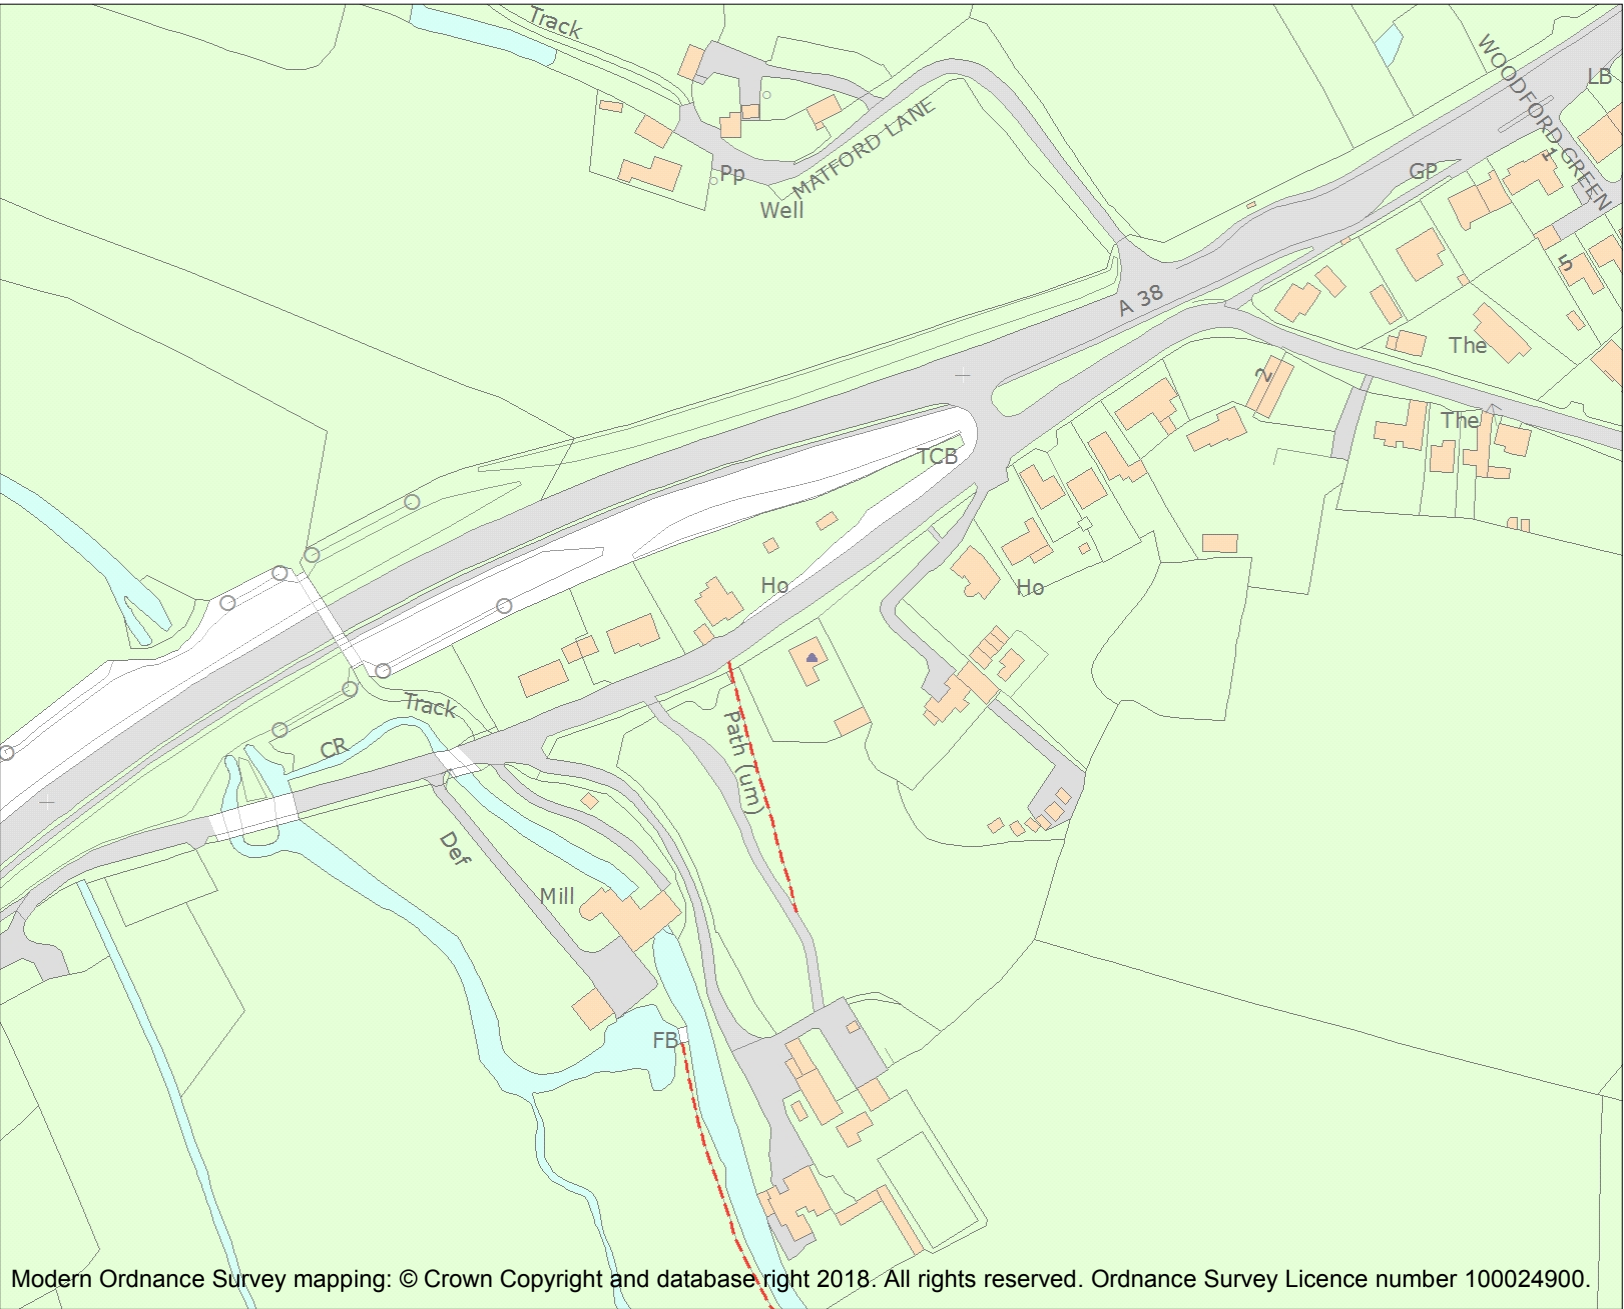 Track
WOODFORD GREEN
LB
MATFORD LANE
GP
1
Pp
Well
5
A 38
The
2
The
TCB
Ho
Ho
Track
CR
Path (um)
Def
Mill
FB
Modern Ordnance Survey mapping: © Crown Copyright and database right 2018. All rights reserved. Ordnance Survey Licence number 100024900.